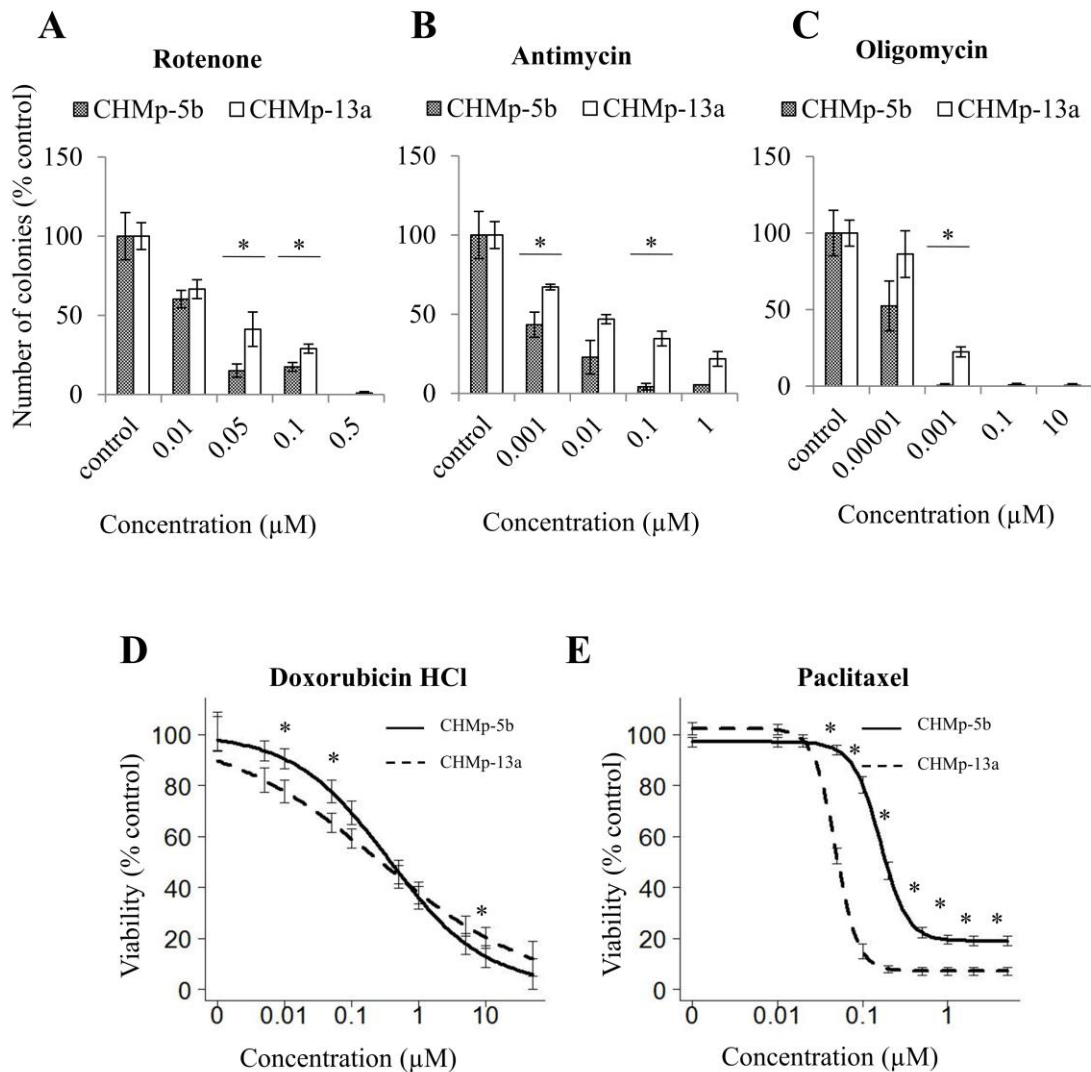 A
Rotenone
CHMp-5b CHMp-13a
Number of colonies (% control)
150
100
50
0
* *
control 0.01 0.05 0.1 0.5
Concentration (µM)
B
Antimycin
CHMp-5b CHMp-13a
150
100
50
0
* *
control 0.001 0.01 0.1 1
Concentration (µM)
C
Oligomycin
CHMp-5b CHMp-13a
150
100
50
0
*
control 0.00001 0.001 0.1 10
Concentration (µM)
D
Doxorubicin HCl
CHMp-5b
CHMp-13a
Viability (% control)
100
80
60
40
20
0
* * *
0 0.01 0.1 1 10
Concentration (µM)
E
Paclitaxel
CHMp-5b
CHMp-13a
Viability (% control)
100
80
60
40
20
0
* * * * * * *
0 0.01 0.1 1
Concentration (µM)